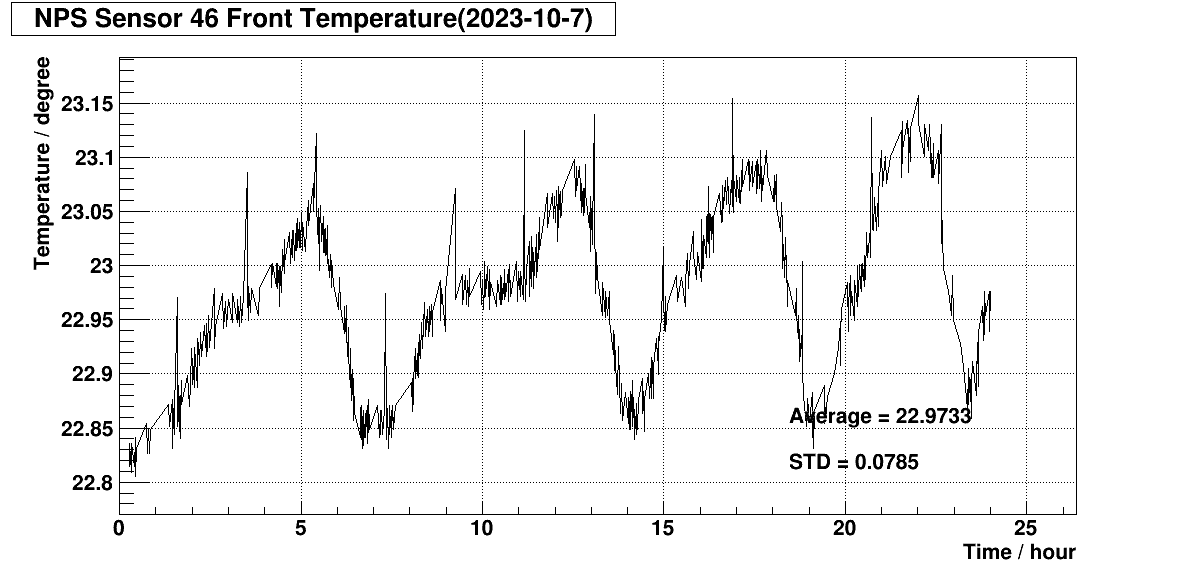 NPS Sensor 46 Front Temperature(2023-10-7)
Temperature / degree
23.15
23.1
23.05
23
22.95
22.9
22.85
22.8
Average = 22.9733
STD = 0.0785
0 5 10 15 20 25
Time / hour